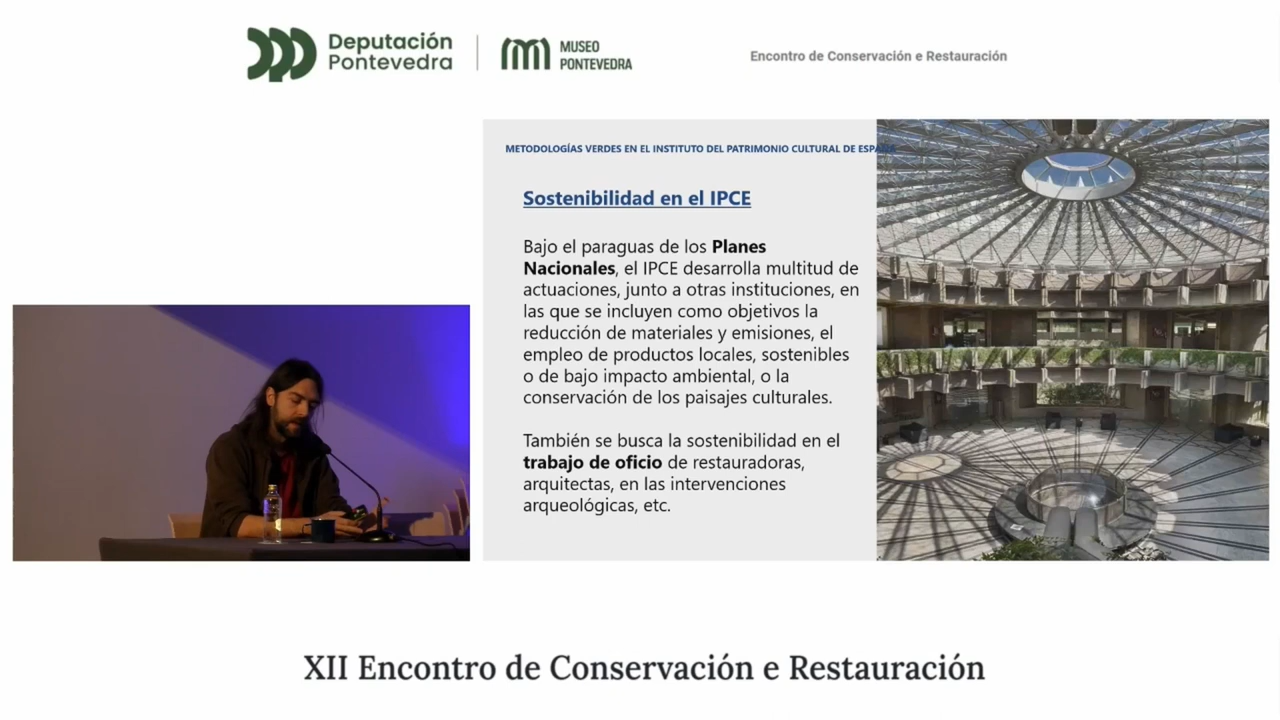 Deputación
Pontevedra
MUSEO
PONTEVEDRA
Encontro de Conservación e Restauración
METODOLOGÍAS VERDES EN EL INSTITUTO DEL PATRIMONIO CULTURAL DE ESPAÑA
Sostenibilidad en el IPCE
Bajo el paraguas de los Planes
Nacionales, el IPCE desarrolla multitud de
actuaciones, junto a otras instituciones, en
las que se incluyen como objetivos la
reducción de materiales y emisiones, el
empleo de productos locales, sostenibles
o de bajo impacto ambiental, o la
conservación de los paisajes culturales.
También se busca la sostenibilidad en el
trabajo de oficio de restauradoras,
arquitectas, en las intervenciones
arqueológicas, etc.
XII Encontro de Conservación e Restauración